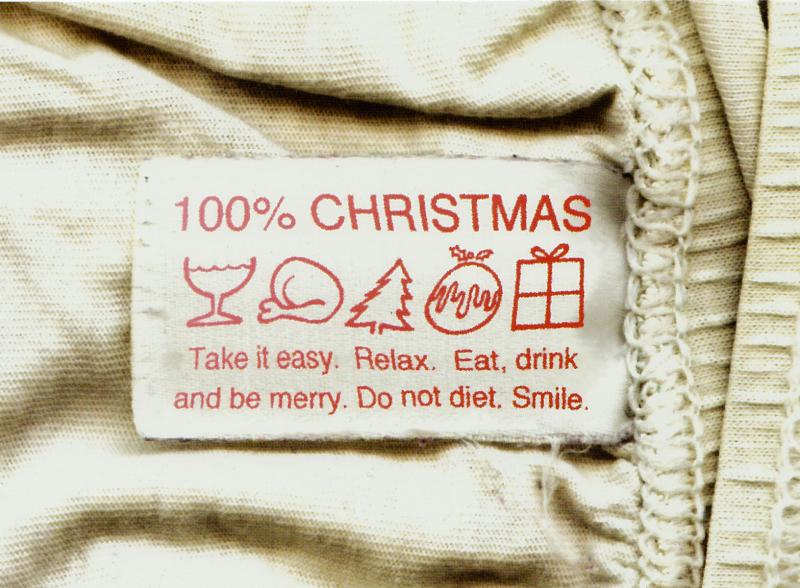 100% CHRISTMAS
Take it easy. Relax. Eat, drink
and be merry. Do not diet. Smile.